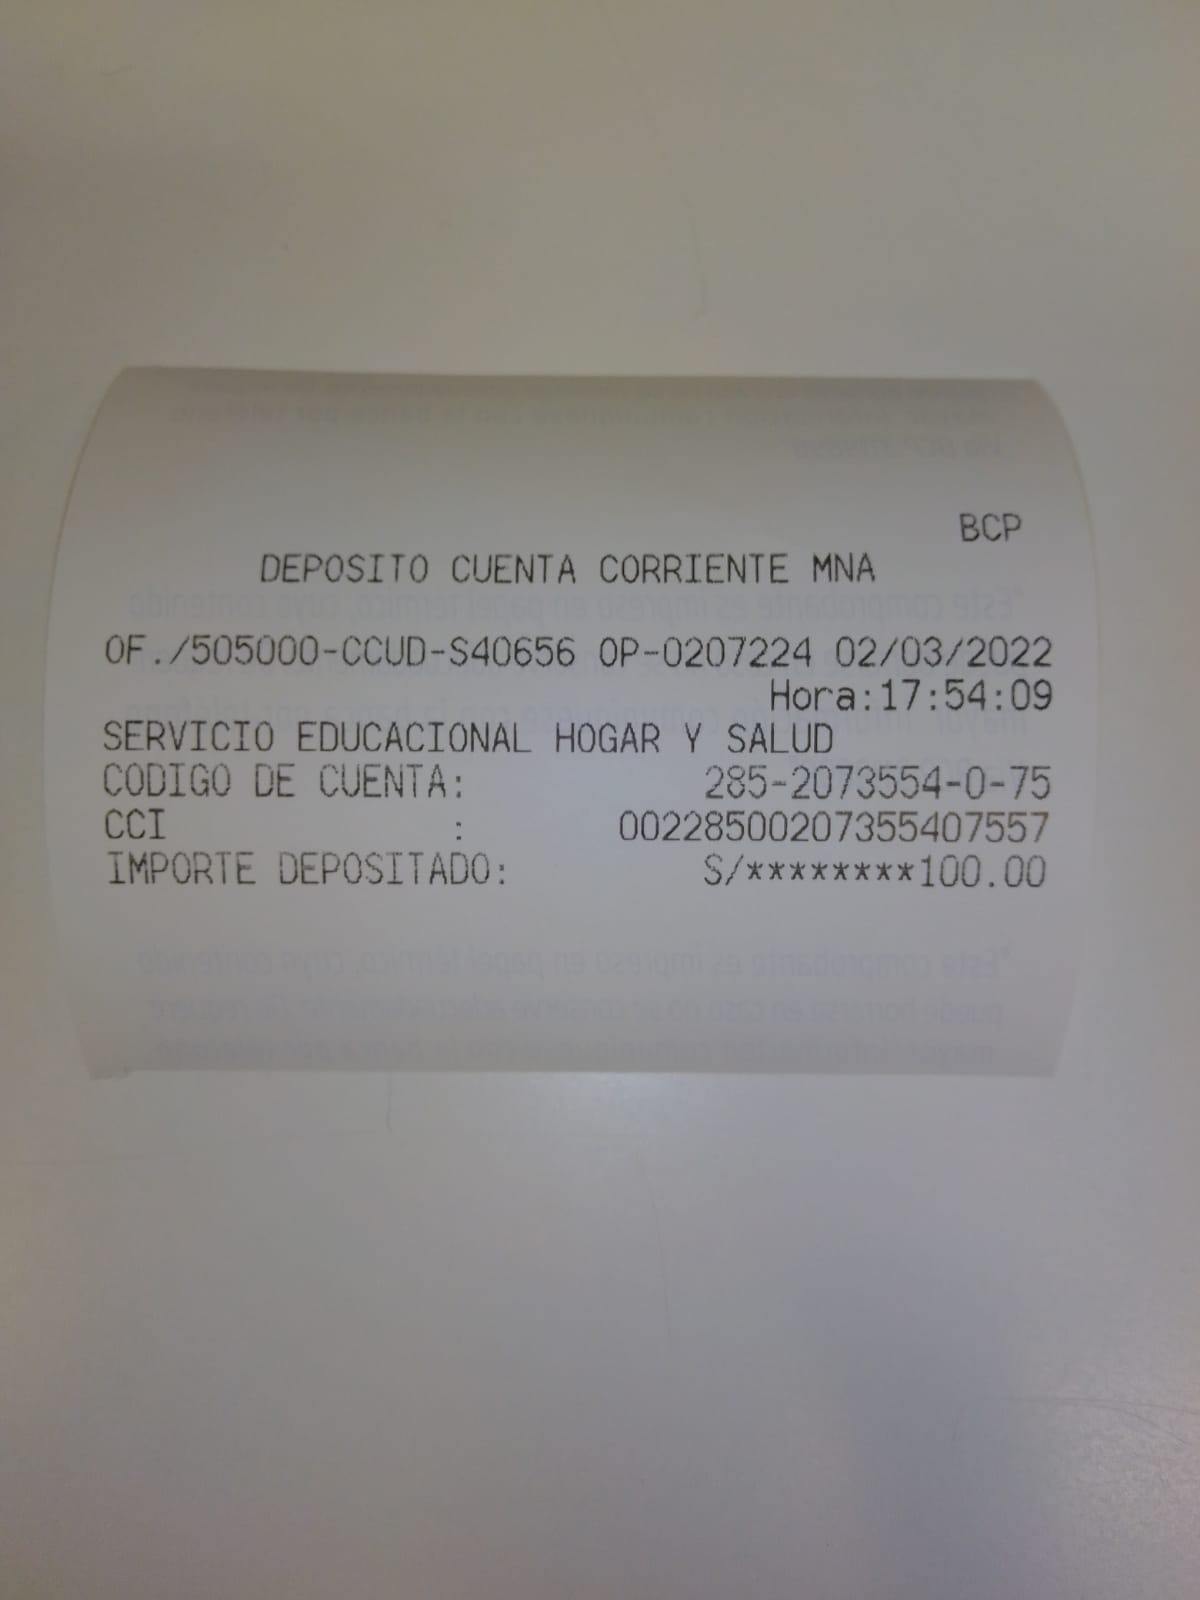 BCP
DEPOSITO CUENTA CORRIENTE MNA
OF./505000-CCUD-S40656 OP-0207224 02/03/2022
Hora:17:54:09
SERVICIO EDUCACIONAL HOGAR Y SALUD
CODIGO DE CUENTA: 285-2073554-0-75
CCI : 00228500207355407557
IMPORTE DEPOSITADO: S/********100.00